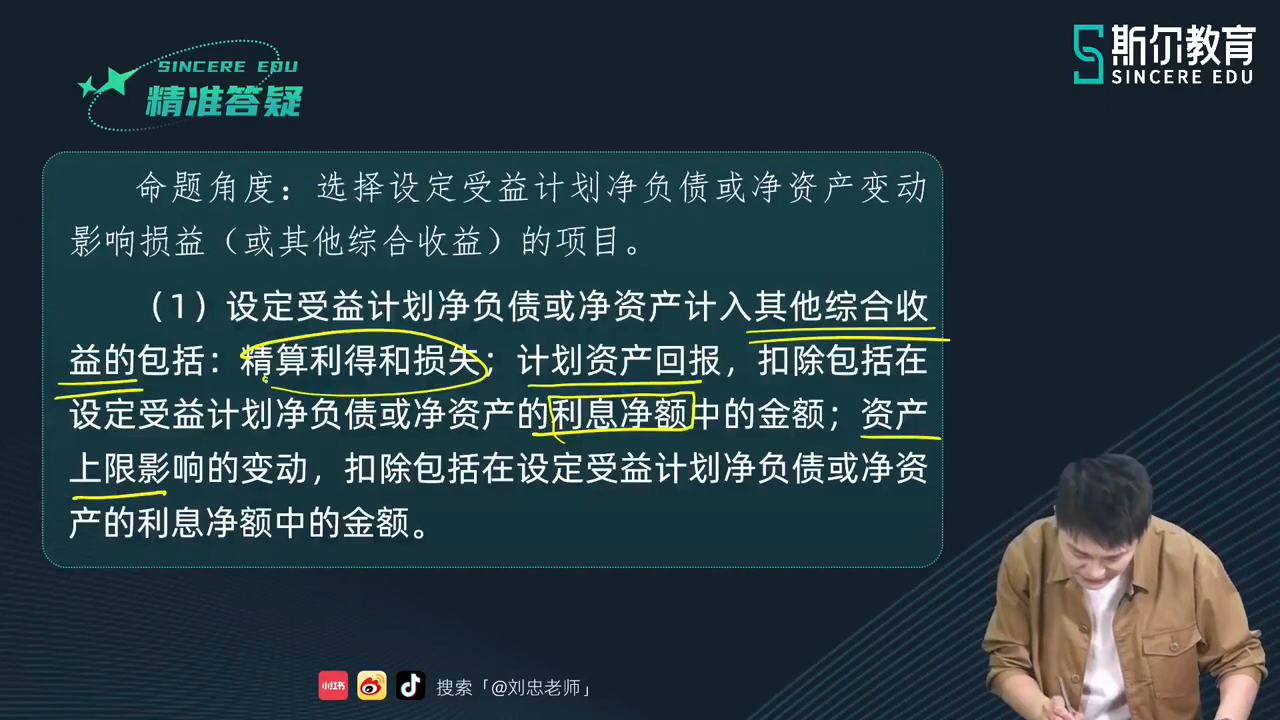 SINCERE EDU
精准答疑
斯尔教育
SINCERE EDU
命题角度：选择设定受益计划净负债或净资产变动
影响损益（或其他综合收益）的项目。
（1）设定受益计划净负债或净资产计入其他综合收
益的包括：精算利得和损失；计划资产回报，扣除包括在
设定受益计划净负债或净资产的利息净额中的金额；资产
上限影响的变动，扣除包括在设定受益计划净负债或净资
产的利息净额中的金额。
小红书
搜索「@刘忠老师」